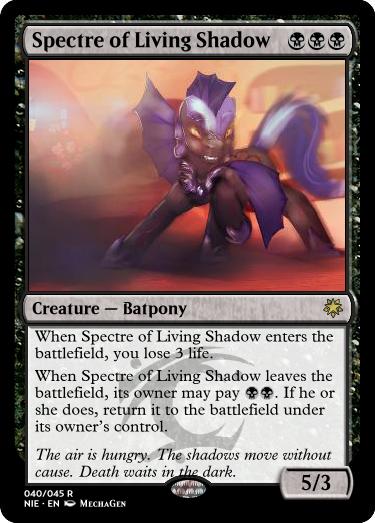 Spectre of Living Shadow
Creature — Batpony
When Spectre of Living Shadow enters the
battlefield, you lose 3 life.
When Spectre of Living Shadow leaves the
battlefield, its owner may pay . If he or
she does, return it to the battlefield under
its owner's control.
The air is hungry. The shadows move without
cause. Death waits in the dark.
5/3
040/045 R
NIE • EN MechaGen